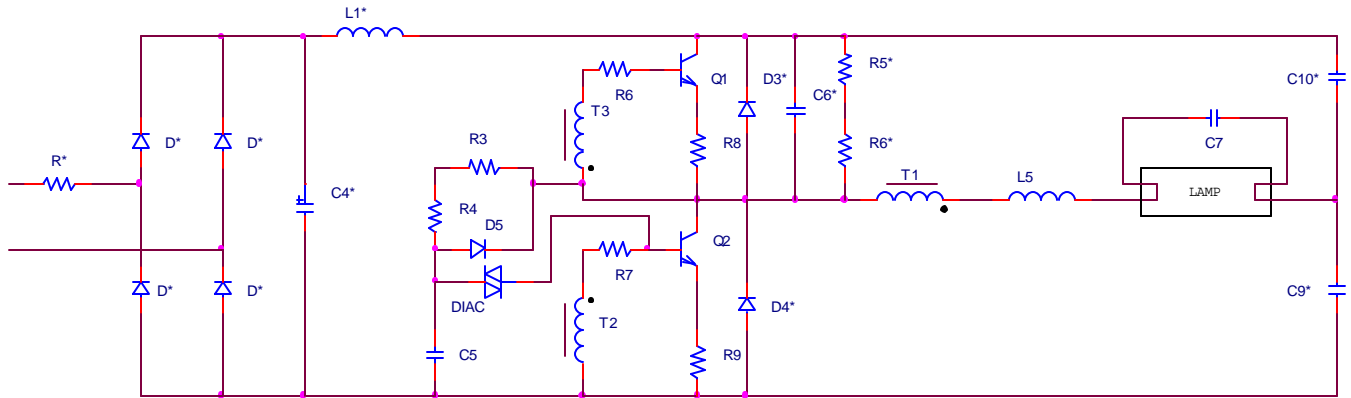 L1*
Q1
D3*
R5*
C10*
R6
C6*
T3
D*
D*
R3
R8
R6*
C7
R*
T1
L5
LAMP
C4*
R4
D5
Q2
R7
D*
D*
DIAC
D4*
C9*
T2
C5
R9